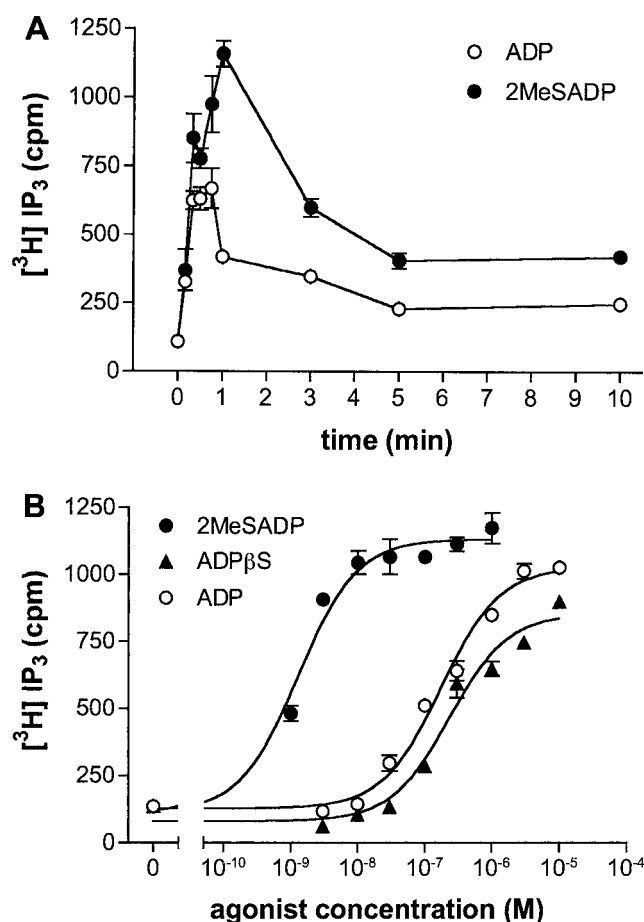 A
1250
1000
750
500
250
0
[³H] IP₃ (cpm)
ADP
2MeSADP
0 1 2 3 4 5 6 7 8 9 10
time (min)
B
1250
1000
750
500
250
0
[³H] IP₃ (cpm)
2MeSADP
ADPβS
ADP
0 10⁻¹⁰ 10⁻⁹ 10⁻⁸ 10⁻⁷ 10⁻⁶ 10⁻⁵ 10⁻⁴
agonist concentration (M)